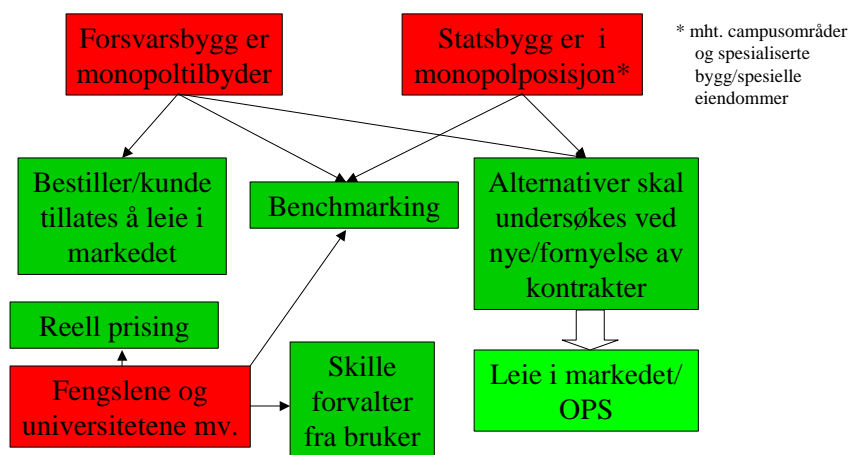 Forsvarsbygg er
monopoltilbyder
Statsbygg er i
monopolposisjon*
* mht. campusområder
og spesialiserte
bygg/spesielle
eiendommer
Bestiller/kunde
tillates å leie i
markedet
Benchmarking
Alternativer skal
undersøkes ved
nye/fornyelse av
kontrakter
Reell prising
Fengslene og
universitetene mv.
Skille
forvalter
fra bruker
Leie i markedet/
OPS